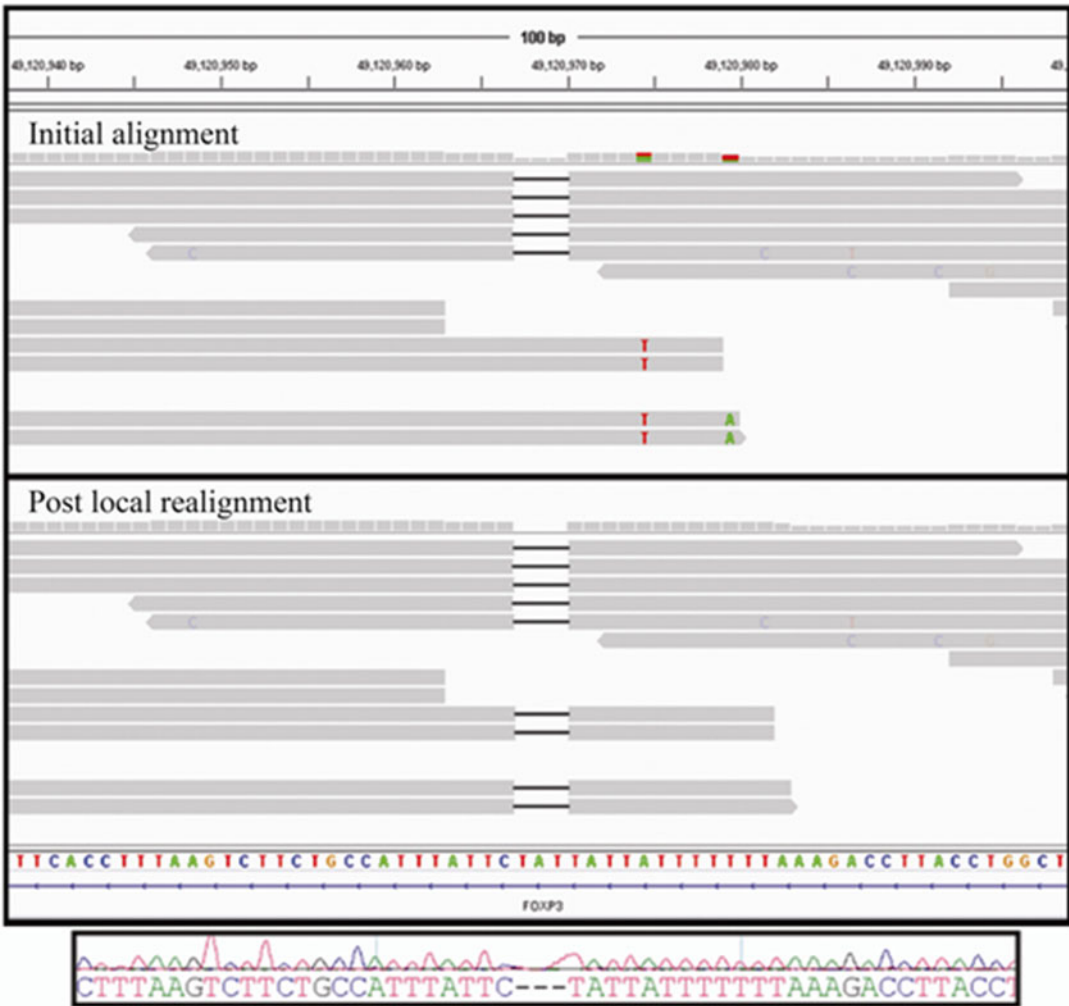 100 bp
49,120,940 bp 49,120,950 bp 49,120,960 bp 49,120,970 bp 49,120,980 bp 49,120,990 bp 49,
Initial alignment
C C T
C C G
T
T
T A
T A
Post local realignment
C C T
C C G
T T C A C C T T T A A G T C T T C T G C C A T T T A T T C T A T T A T T A T T T T T T T A A A G A C C T T A C C T G G C T
FOXP3
CTTTAAGTCTTCTGCCATTTATTC---TATTATTTTTTTAAAGACCTTACCT